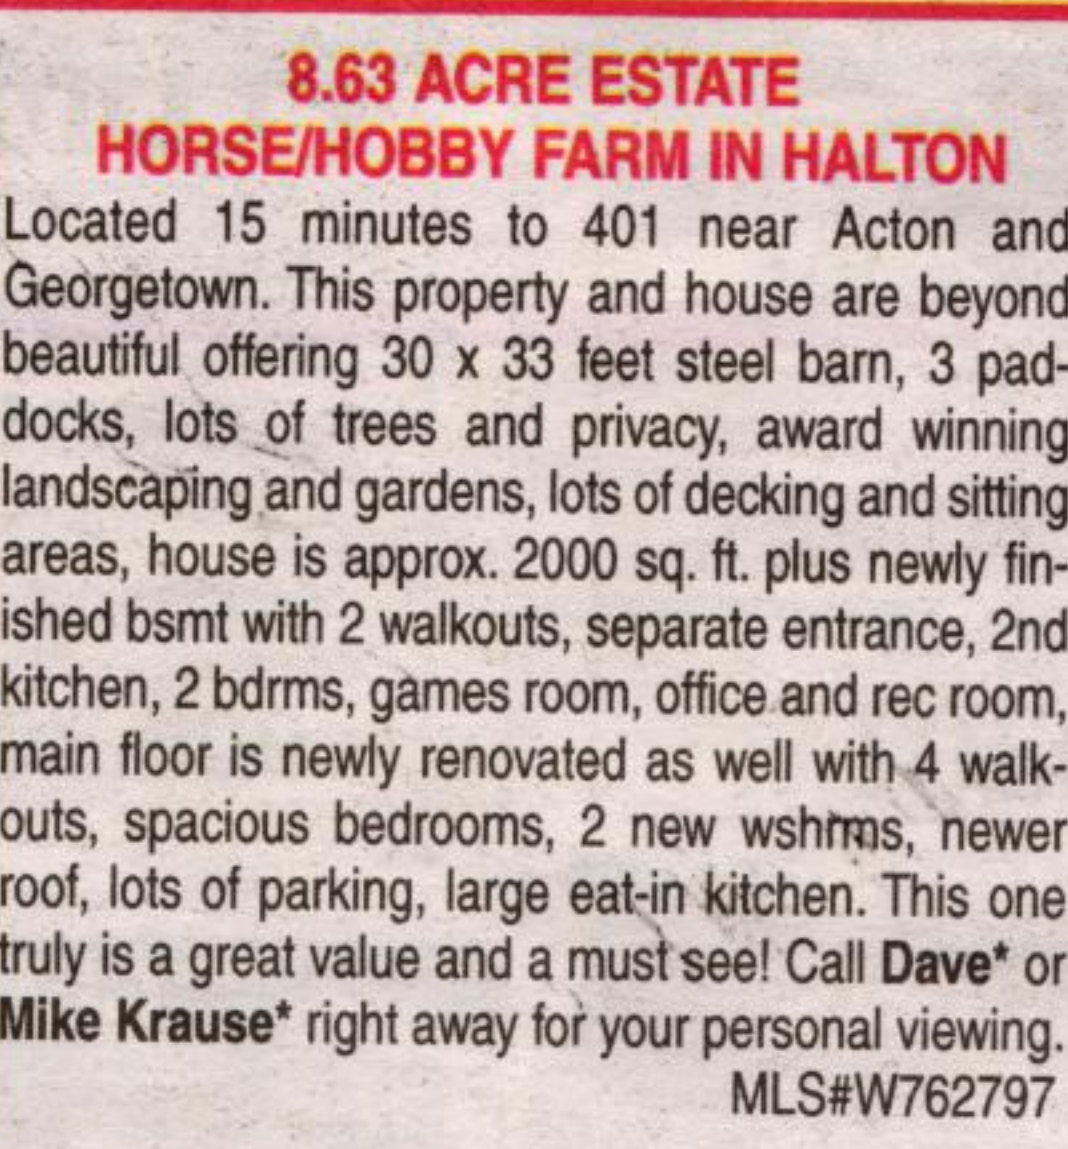 8.63 ACRE ESTATE
HORSE/HOBBY FARM IN HALTON
Located 15 minutes to 401 near Acton and
Georgetown. This property and house are beyond
beautiful offering 30 x 33 feet steel barn, 3 pad-
docks, lots of trees and privacy, award winning
landscaping and gardens, lots of decking and sitting
areas, house is approx. 2000 sq. ft. plus newly fin-
ished bsmt with 2 walkouts, separate entrance, 2nd
kitchen, 2 bdrms, games room, office and rec room,
main floor is newly renovated as well with 4 walk-
outs, spacious bedrooms, 2 new wshrms, newer
roof, lots of parking, large eat-in kitchen. This one
truly is a great value and a must see! Call Dave* or
Mike Krause* right away for your personal viewing.
MLS#W762797